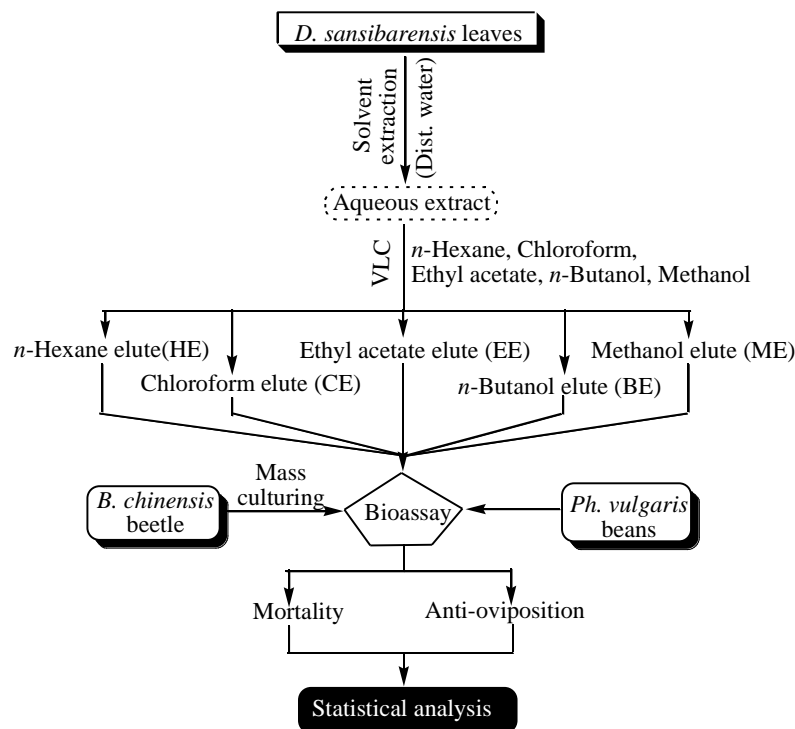 D. sansibarensis leaves
Solvent
extraction
(Dist. water)
Aqueous extract
VLC
n-Hexane, Chloroform,
Ethyl acetate, n-Butanol, Methanol
n-Hexane elute(HE)
Chloroform elute (CE)
Ethyl acetate elute (EE)
n-Butanol elute (BE)
Methanol elute (ME)
B. chinensis
beetle
Mass
culturing
Bioassay
Ph. vulgaris
beans
Mortality
Anti-oviposition
Statistical analysis